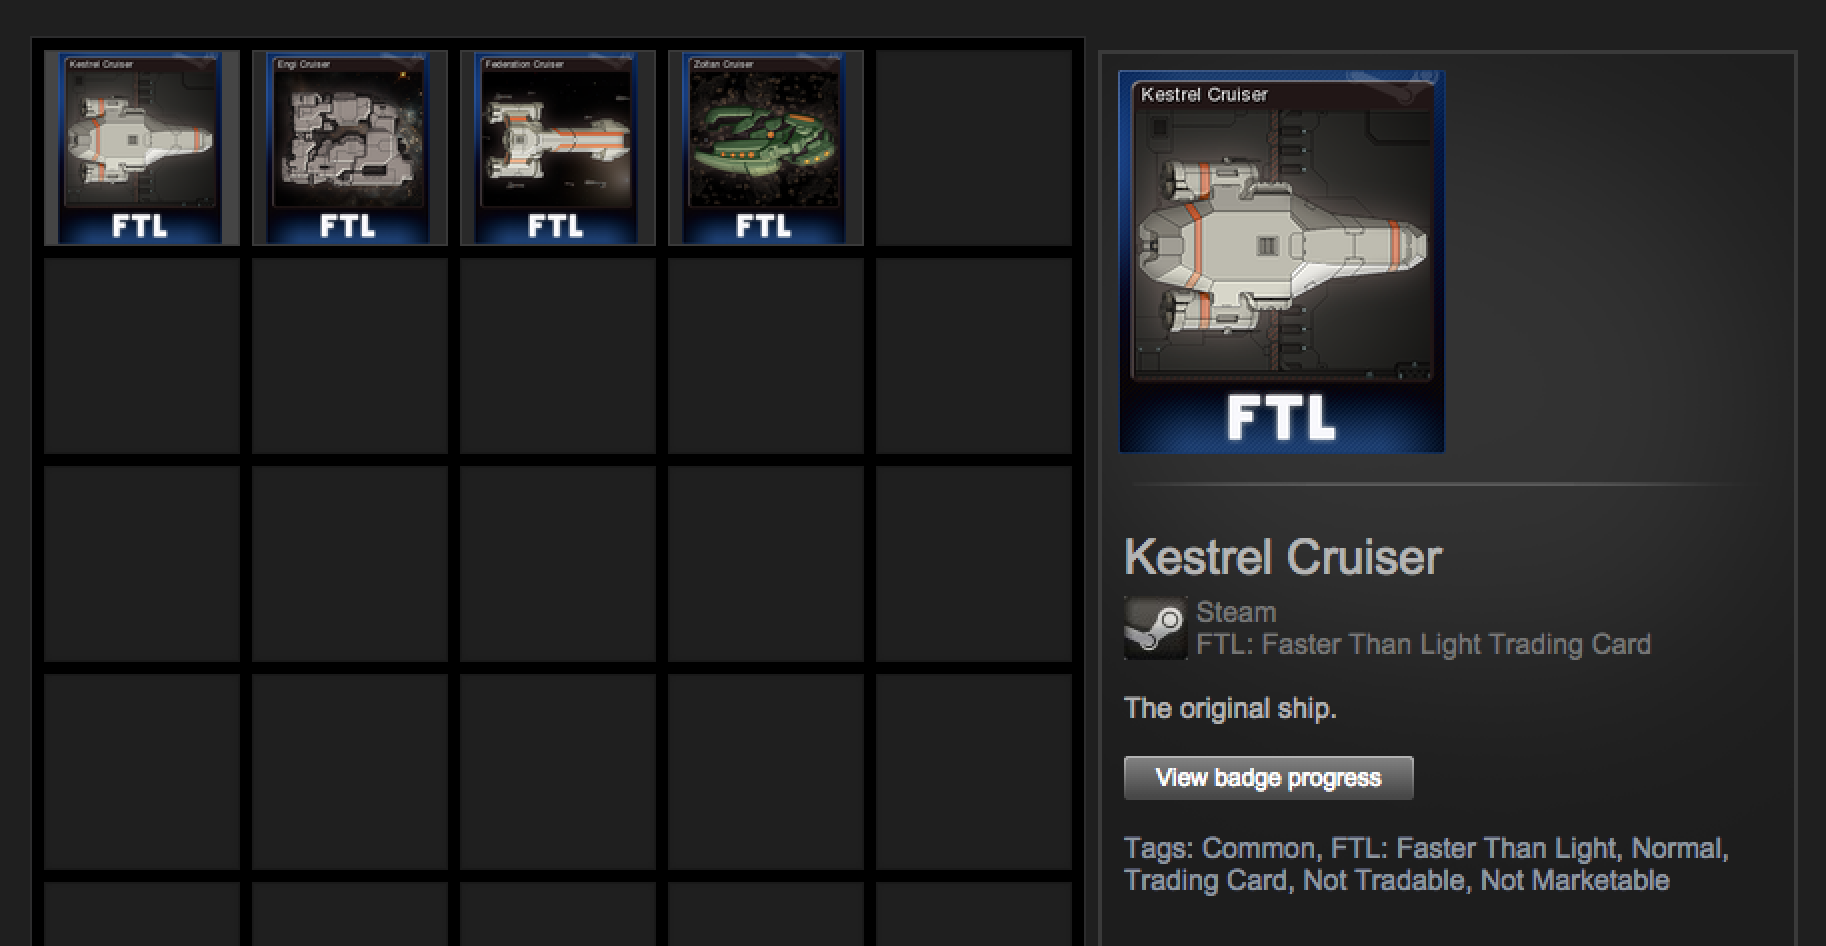 Kestrel Cruiser
FTL
Engi Cruiser
FTL
Federation Cruiser
FTL
Zoltan Cruiser
FTL
Kestrel Cruiser
FTL
Kestrel Cruiser
Steam
FTL: Faster Than Light Trading Card
The original ship.
View badge progress
Tags: Common, FTL: Faster Than Light, Normal,
Trading Card, Not Tradable, Not Marketable